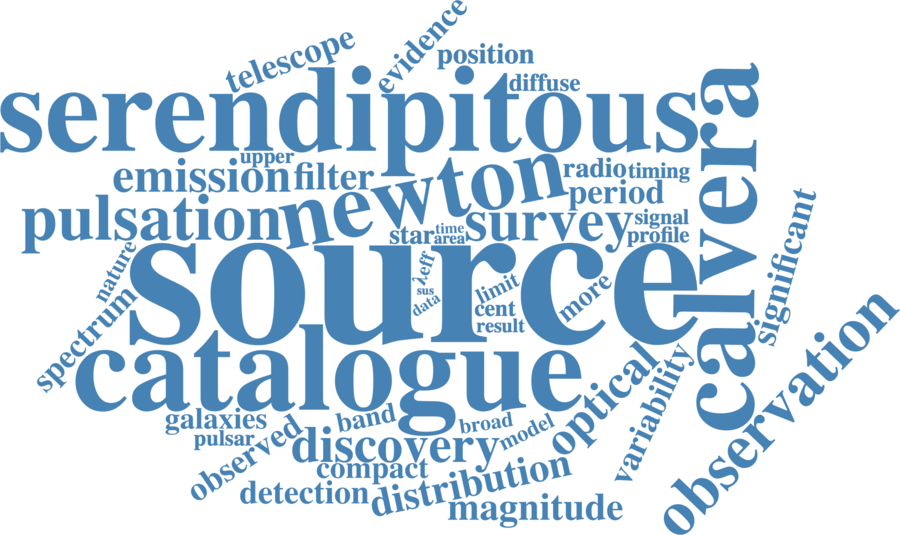 evidence
telescope
position
diffuse
serendipitous
calvera
upper
emission
filter
newton
radio
timing
period
pulsation
survey
signal
profile
star
time
area
source
nature
λeff
sus
data
limit
cent
result
more
significant
spectrum
catalogue
observation
optical
variability
galaxies
pulsar
observed
band
broad
model
discovery
compact
detection
distribution
magnitude